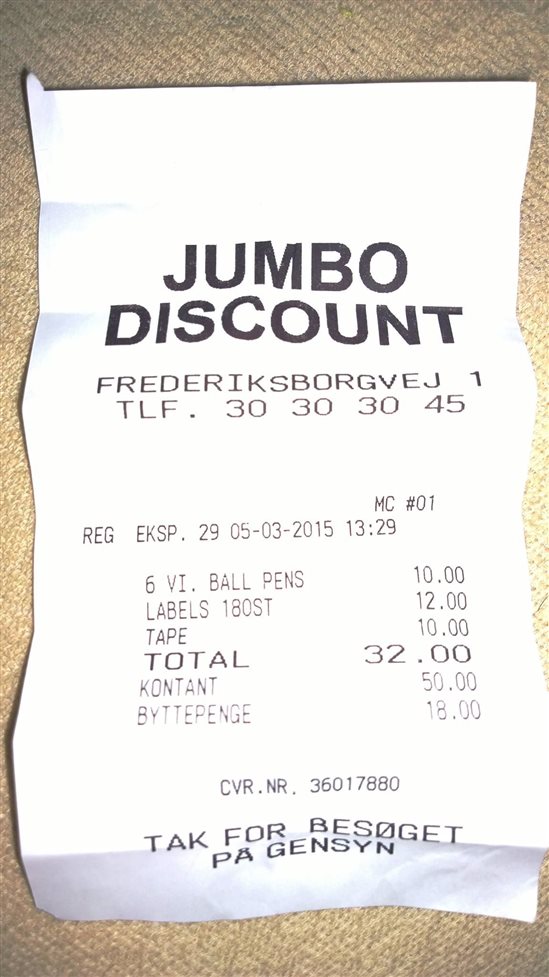 JUMBO
DISCOUNT
FREDERIKSBORGVEJ 1
TLF. 30 30 30 45
MC #01
REG EKSP. 29 05-03-2015 13:29
6 VI. BALL PENS 10.00
LABELS 180ST 12.00
TAPE 10.00
TOTAL 32.00
KONTANT 50.00
BYTTEPENGE 18.00
CVR.NR. 36017880
TAK FOR BESØGET
PÅ GENSYN